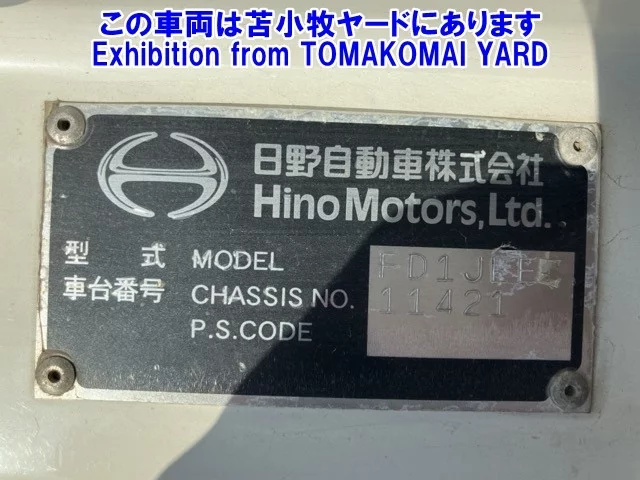 この車両は苫小牧ヤードにあります
Exhibition from TOMAKOMAI YARD
日野自動車株式会社
Hino Motors, Ltd.
型 式 MODEL
車台番号 CHASSIS NO. 11421
P.S.CODE